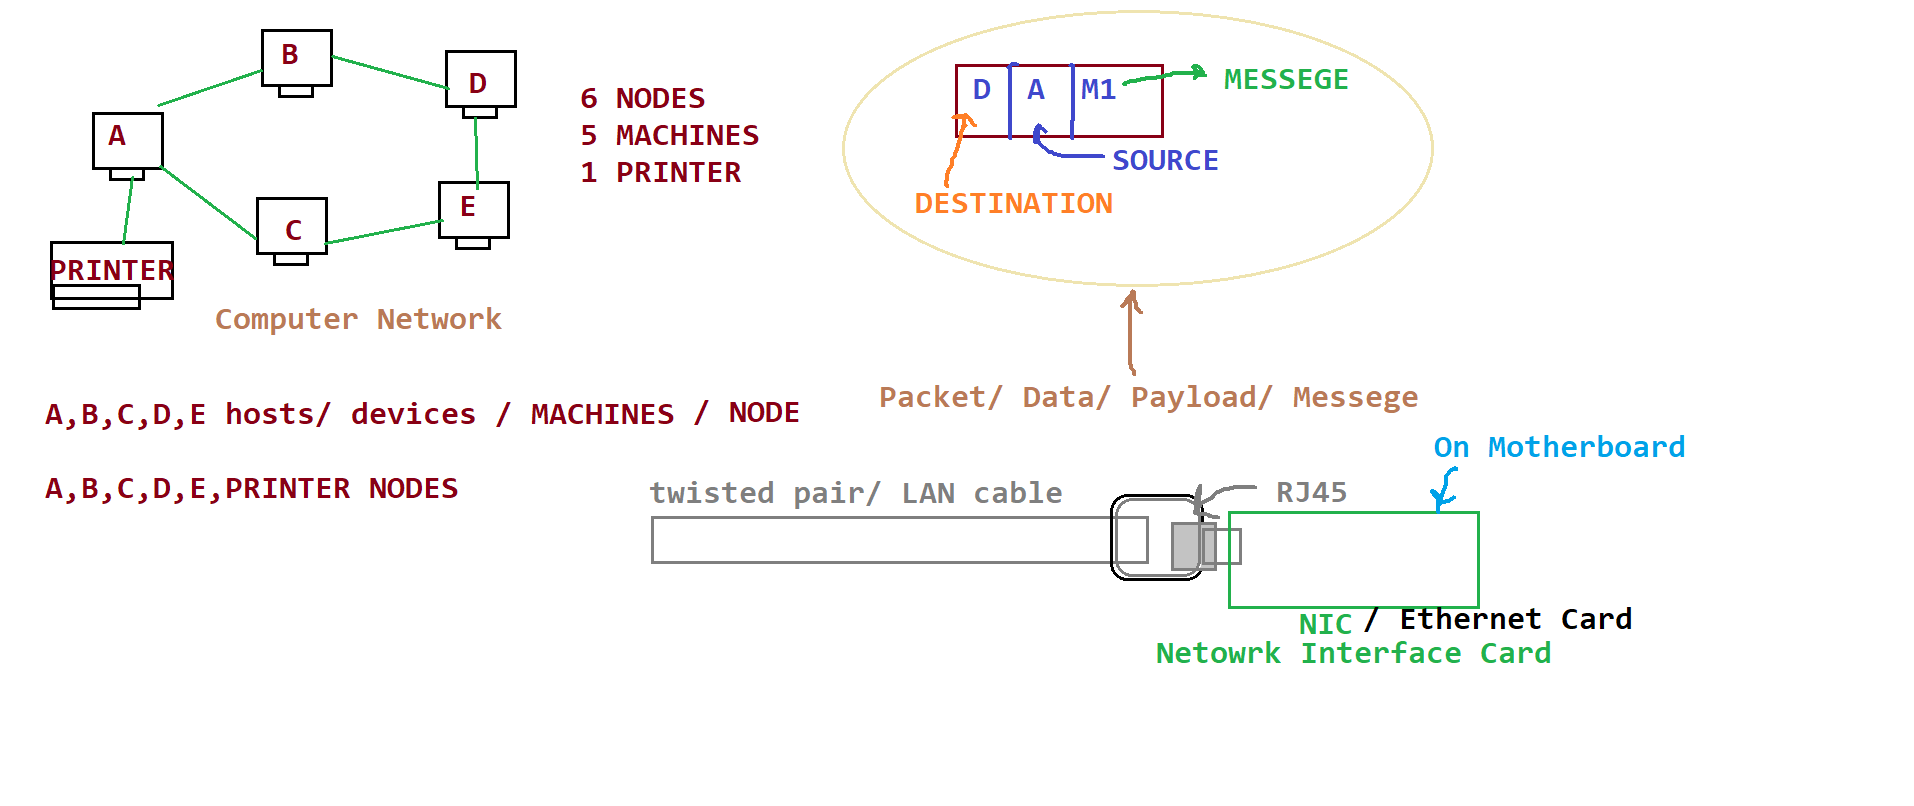 B
D
A
E
C
PRINTER
Computer Network
6 NODES
5 MACHINES
1 PRINTER
D A M1
MESSEGE
SOURCE
DESTINATION
Packet/ Data/ Payload/ Messege
A,B,C,D,E hosts/ devices / MACHINES / NODE
A,B,C,D,E,PRINTER NODES
On Motherboard
twisted pair/ LAN cable
RJ45
NIC / Ethernet Card
Netowrk Interface Card